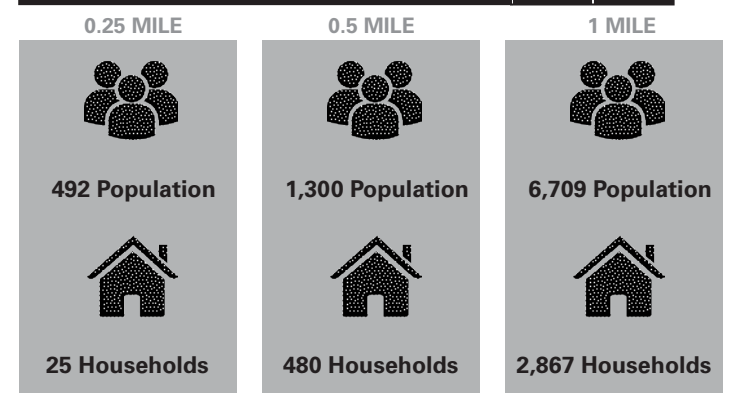 0.25 MILE
0.5 MILE
1 MILE
492 Population
1,300 Population
6,709 Population
25 Households
480 Households
2,867 Households